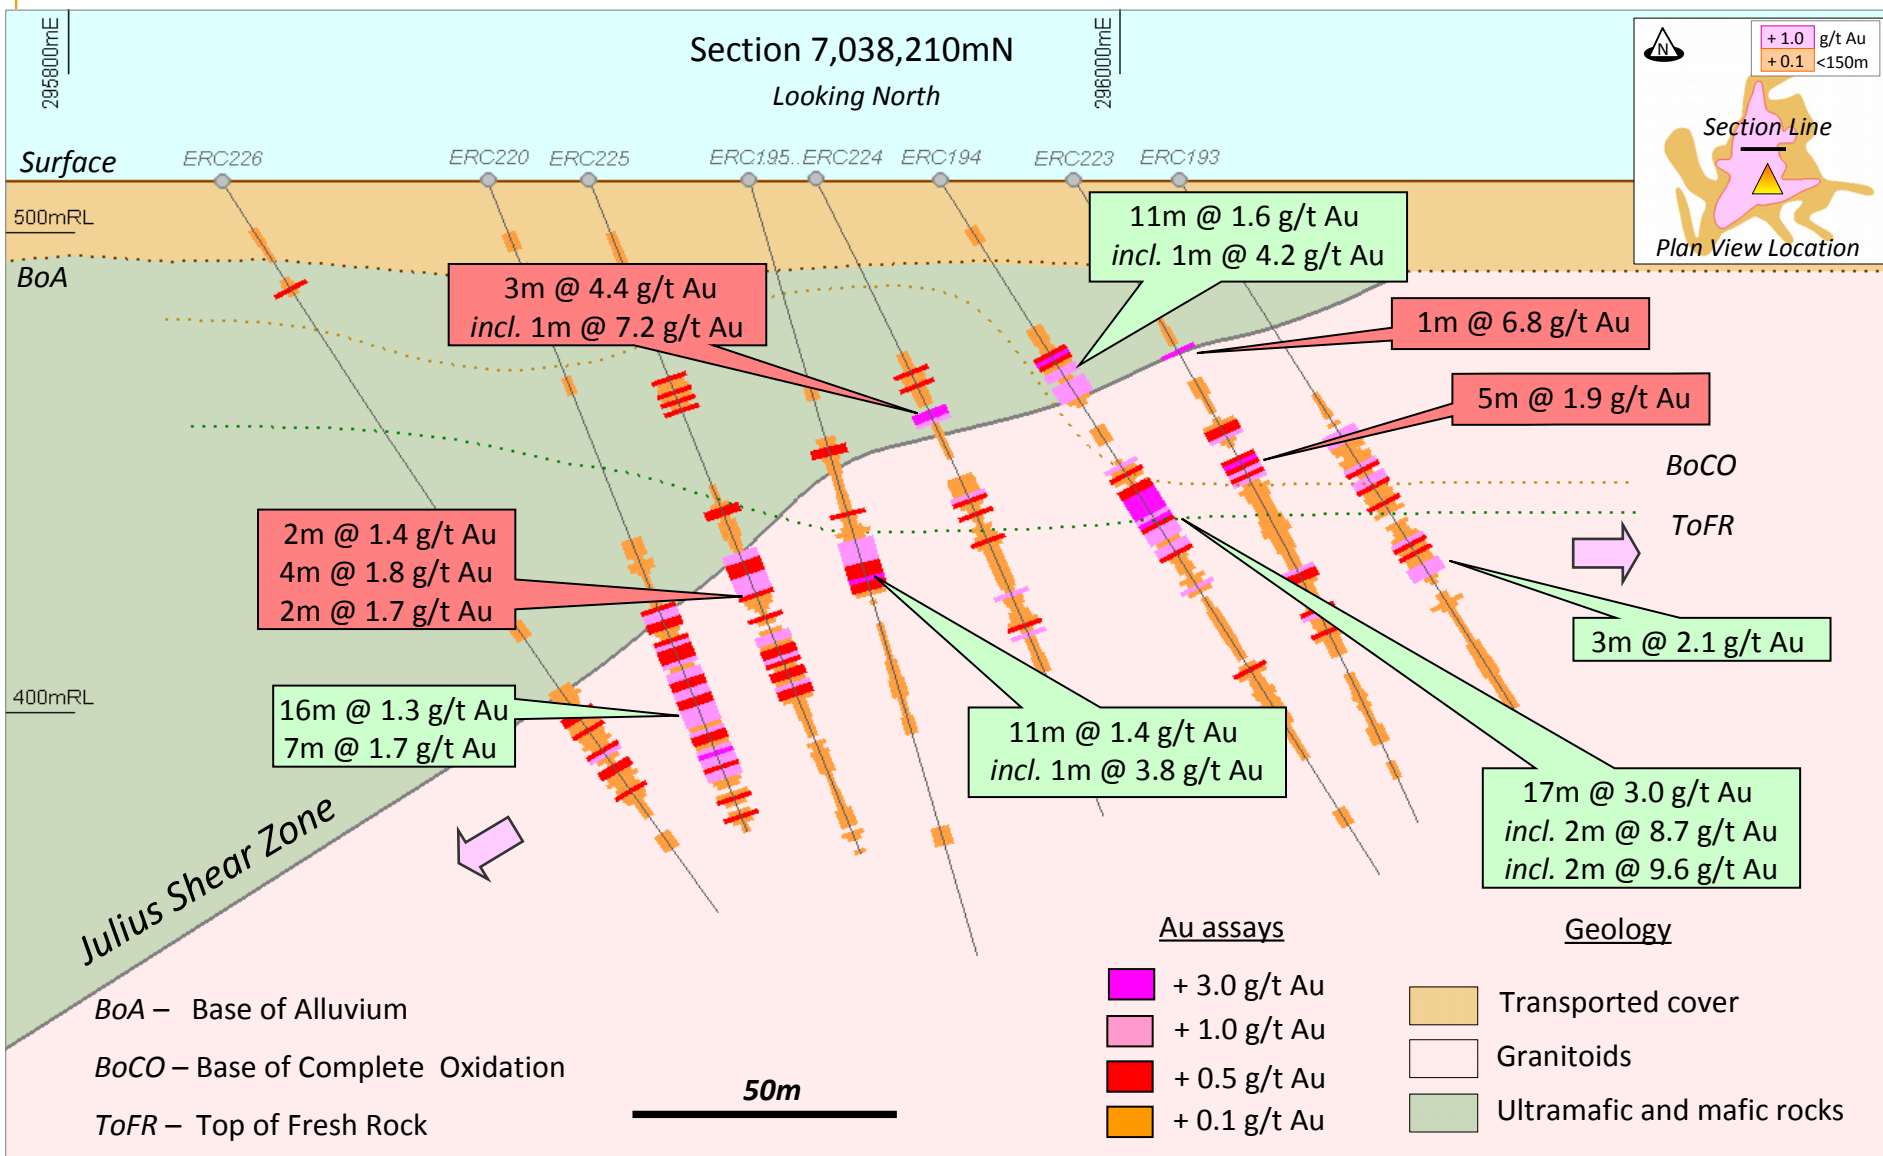 295800mE
296000mE
Section 7,038,210mN
Looking North
N
+ 1.0 g/t Au
+ 0.1 <150m
Section Line
Plan View Location
Surface
ERC226
ERC220
ERC225
ERC195..ERC224
ERC194
ERC223
ERC193
500mRL
BoA
11m @ 1.6 g/t Au
incl. 1m @ 4.2 g/t Au
3m @ 4.4 g/t Au
incl. 1m @ 7.2 g/t Au
1m @ 6.8 g/t Au
5m @ 1.9 g/t Au
BoCO
ToFR
2m @ 1.4 g/t Au
4m @ 1.8 g/t Au
2m @ 1.7 g/t Au
3m @ 2.1 g/t Au
400mRL
16m @ 1.3 g/t Au
7m @ 1.7 g/t Au
11m @ 1.4 g/t Au
incl. 1m @ 3.8 g/t Au
17m @ 3.0 g/t Au
incl. 2m @ 8.7 g/t Au
incl. 2m @ 9.6 g/t Au
Julius Shear Zone
BoA – Base of Alluvium
BoCO – Base of Complete Oxidation
ToFR – Top of Fresh Rock
50m
Au assays
+ 3.0 g/t Au
+ 1.0 g/t Au
+ 0.5 g/t Au
+ 0.1 g/t Au
Geology
Transported cover
Granitoids
Ultramafic and mafic rocks